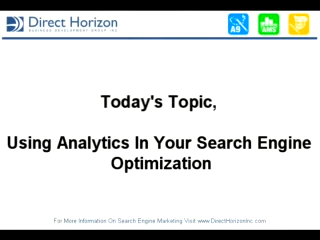 Direct Horizon
BUSINESS DEVELOPMENT GROUP, INC.
Today's Topic,
Using Analytics In Your Search Engine
Optimization
For More Information On Search Engine Marketing Visit www.DirectHorizonInc.com